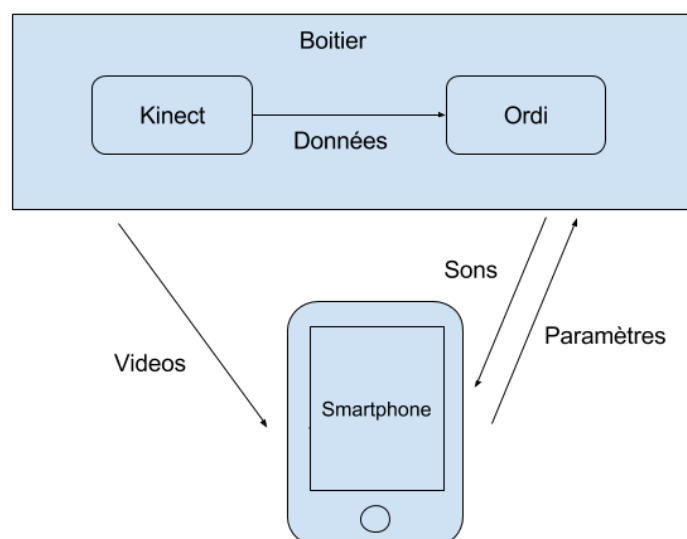 Boitier
Kinect
Ordi
Données
Sons
Paramètres
Videos
Smartphone